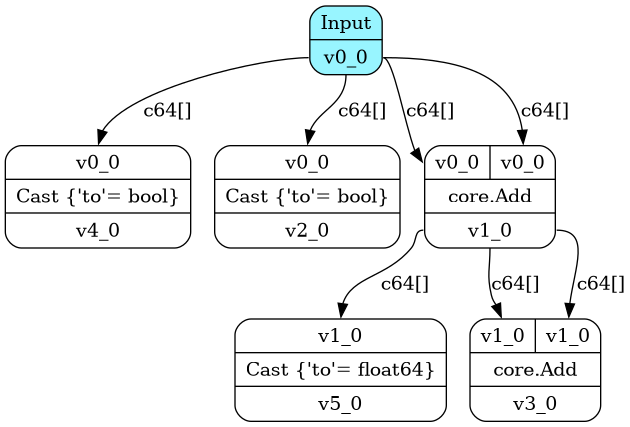 Input
v0_0
c64[] c64[] c64[] c64[]
v0_0 v0_0 v0_0 v0_0
Cast {'to'= bool} Cast {'to'= bool} core.Add
v4_0 v2_0 v1_0
c64[] c64[] c64[]
v1_0 v1_0 v1_0
Cast {'to'= float64} core.Add
v5_0 v3_0